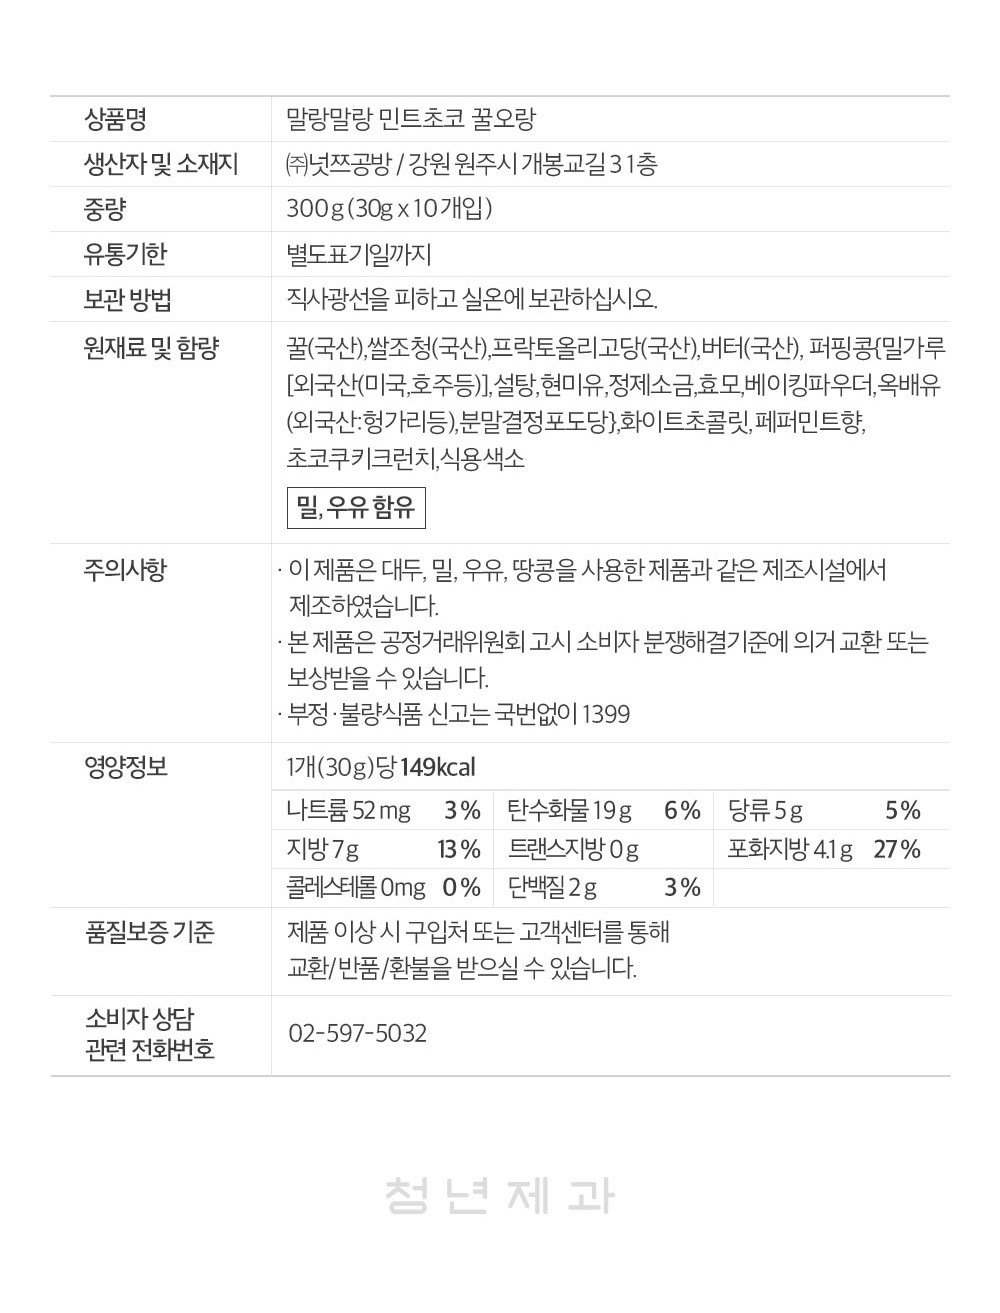 상품명 말랑말랑 민트초코 꿀오랑
생산자 및 소재지 ㈜넛쯔공방 / 강원 원주시 개봉교길 3 1층
중량 300g (30g x 10개입)
유통기한 별도표기일까지
보관 방법 직사광선을 피하고 실온에 보관하십시오.
원재료 및 함량 꿀(국산),쌀조청(국산),프락토올리고당(국산),버터(국산), 퍼핑콩{밀가루
[외국산(미국,호주등)],설탕,현미유,정제소금,효모,베이킹파우더,옥배유
(외국산:헝가리등),분말결정포도당},화이트초콜릿,페퍼민트향,
초코쿠키크런치,식용색소
밀, 우유 함유
주의사항 · 이 제품은 대두, 밀, 우유, 땅콩을 사용한 제품과 같은 제조시설에서
제조하였습니다.
· 본 제품은 공정거래위원회 고시 소비자 분쟁해결기준에 의거 교환 또는
보상받을 수 있습니다.
· 부정·불량식품 신고는 국번없이 1399
영양정보 1개(30g)당 149kcal
나트륨 52mg 3% 탄수화물 19g 6% 당류 5g 5%
지방 7g 13% 트랜스지방 0g 포화지방 4.1g 27%
콜레스테롤 0mg 0% 단백질 2g 3%
품질보증 기준 제품 이상 시 구입처 또는 고객센터를 통해
교환/반품/환불을 받으실 수 있습니다.
소비자 상담
관련 전화번호 02-597-5032
청년제과